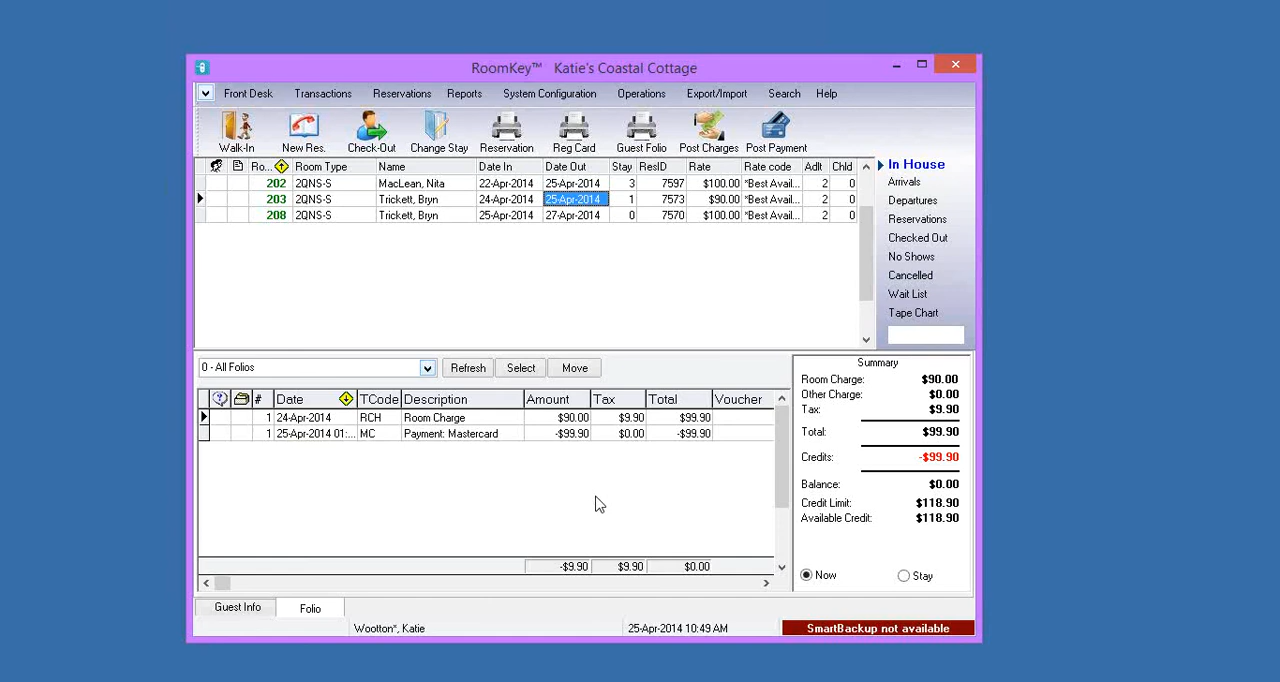 RoomKey™ Katie's Coastal Cottage
Front Desk Transactions Reservations Reports System Configuration Operations Export/Import Search Help
Walk-In New Res. Check-Out Change Stay Reservation Reg Card Guest Folio Post Charges Post Payment
Ro... Room Type Name Date In Date Out Stay ResID Rate Rate code Adlt Chld
202 2QNS-S MacLean, Nita 22-Apr-2014 25-Apr-2014 3 7597 $100.00 *Best Avail... 2 0
203 2QNS-S Trickett, Bryn 24-Apr-2014 25-Apr-2014 1 7573 $90.00 *Best Avail... 2 0
208 2QNS-S Trickett, Bryn 25-Apr-2014 27-Apr-2014 0 7570 $100.00 *Best Avail... 2 0
In House
Arrivals
Departures
Reservations
Checked Out
No Shows
Cancelled
Wait List
Tape Chart
0 - All Folios Refresh Select Move
# Date TCode Description Amount Tax Total Voucher
1 24-Apr-2014 RCH Room Charge $90.00 $9.90 $99.90
1 25-Apr-2014 01:... MC Payment: Mastercard -$99.90 $0.00 -$99.90
-$9.90 $9.90 $0.00
Summary
Room Charge: $90.00
Other Charge: $0.00
Tax: $9.90
Total: $99.90
Credits: -$99.90
Balance: $0.00
Credit Limit: $118.90
Available Credit: $118.90
Now Stay
Guest Info Folio
Wootton*, Katie 25-Apr-2014 10:49 AM SmartBackup not available